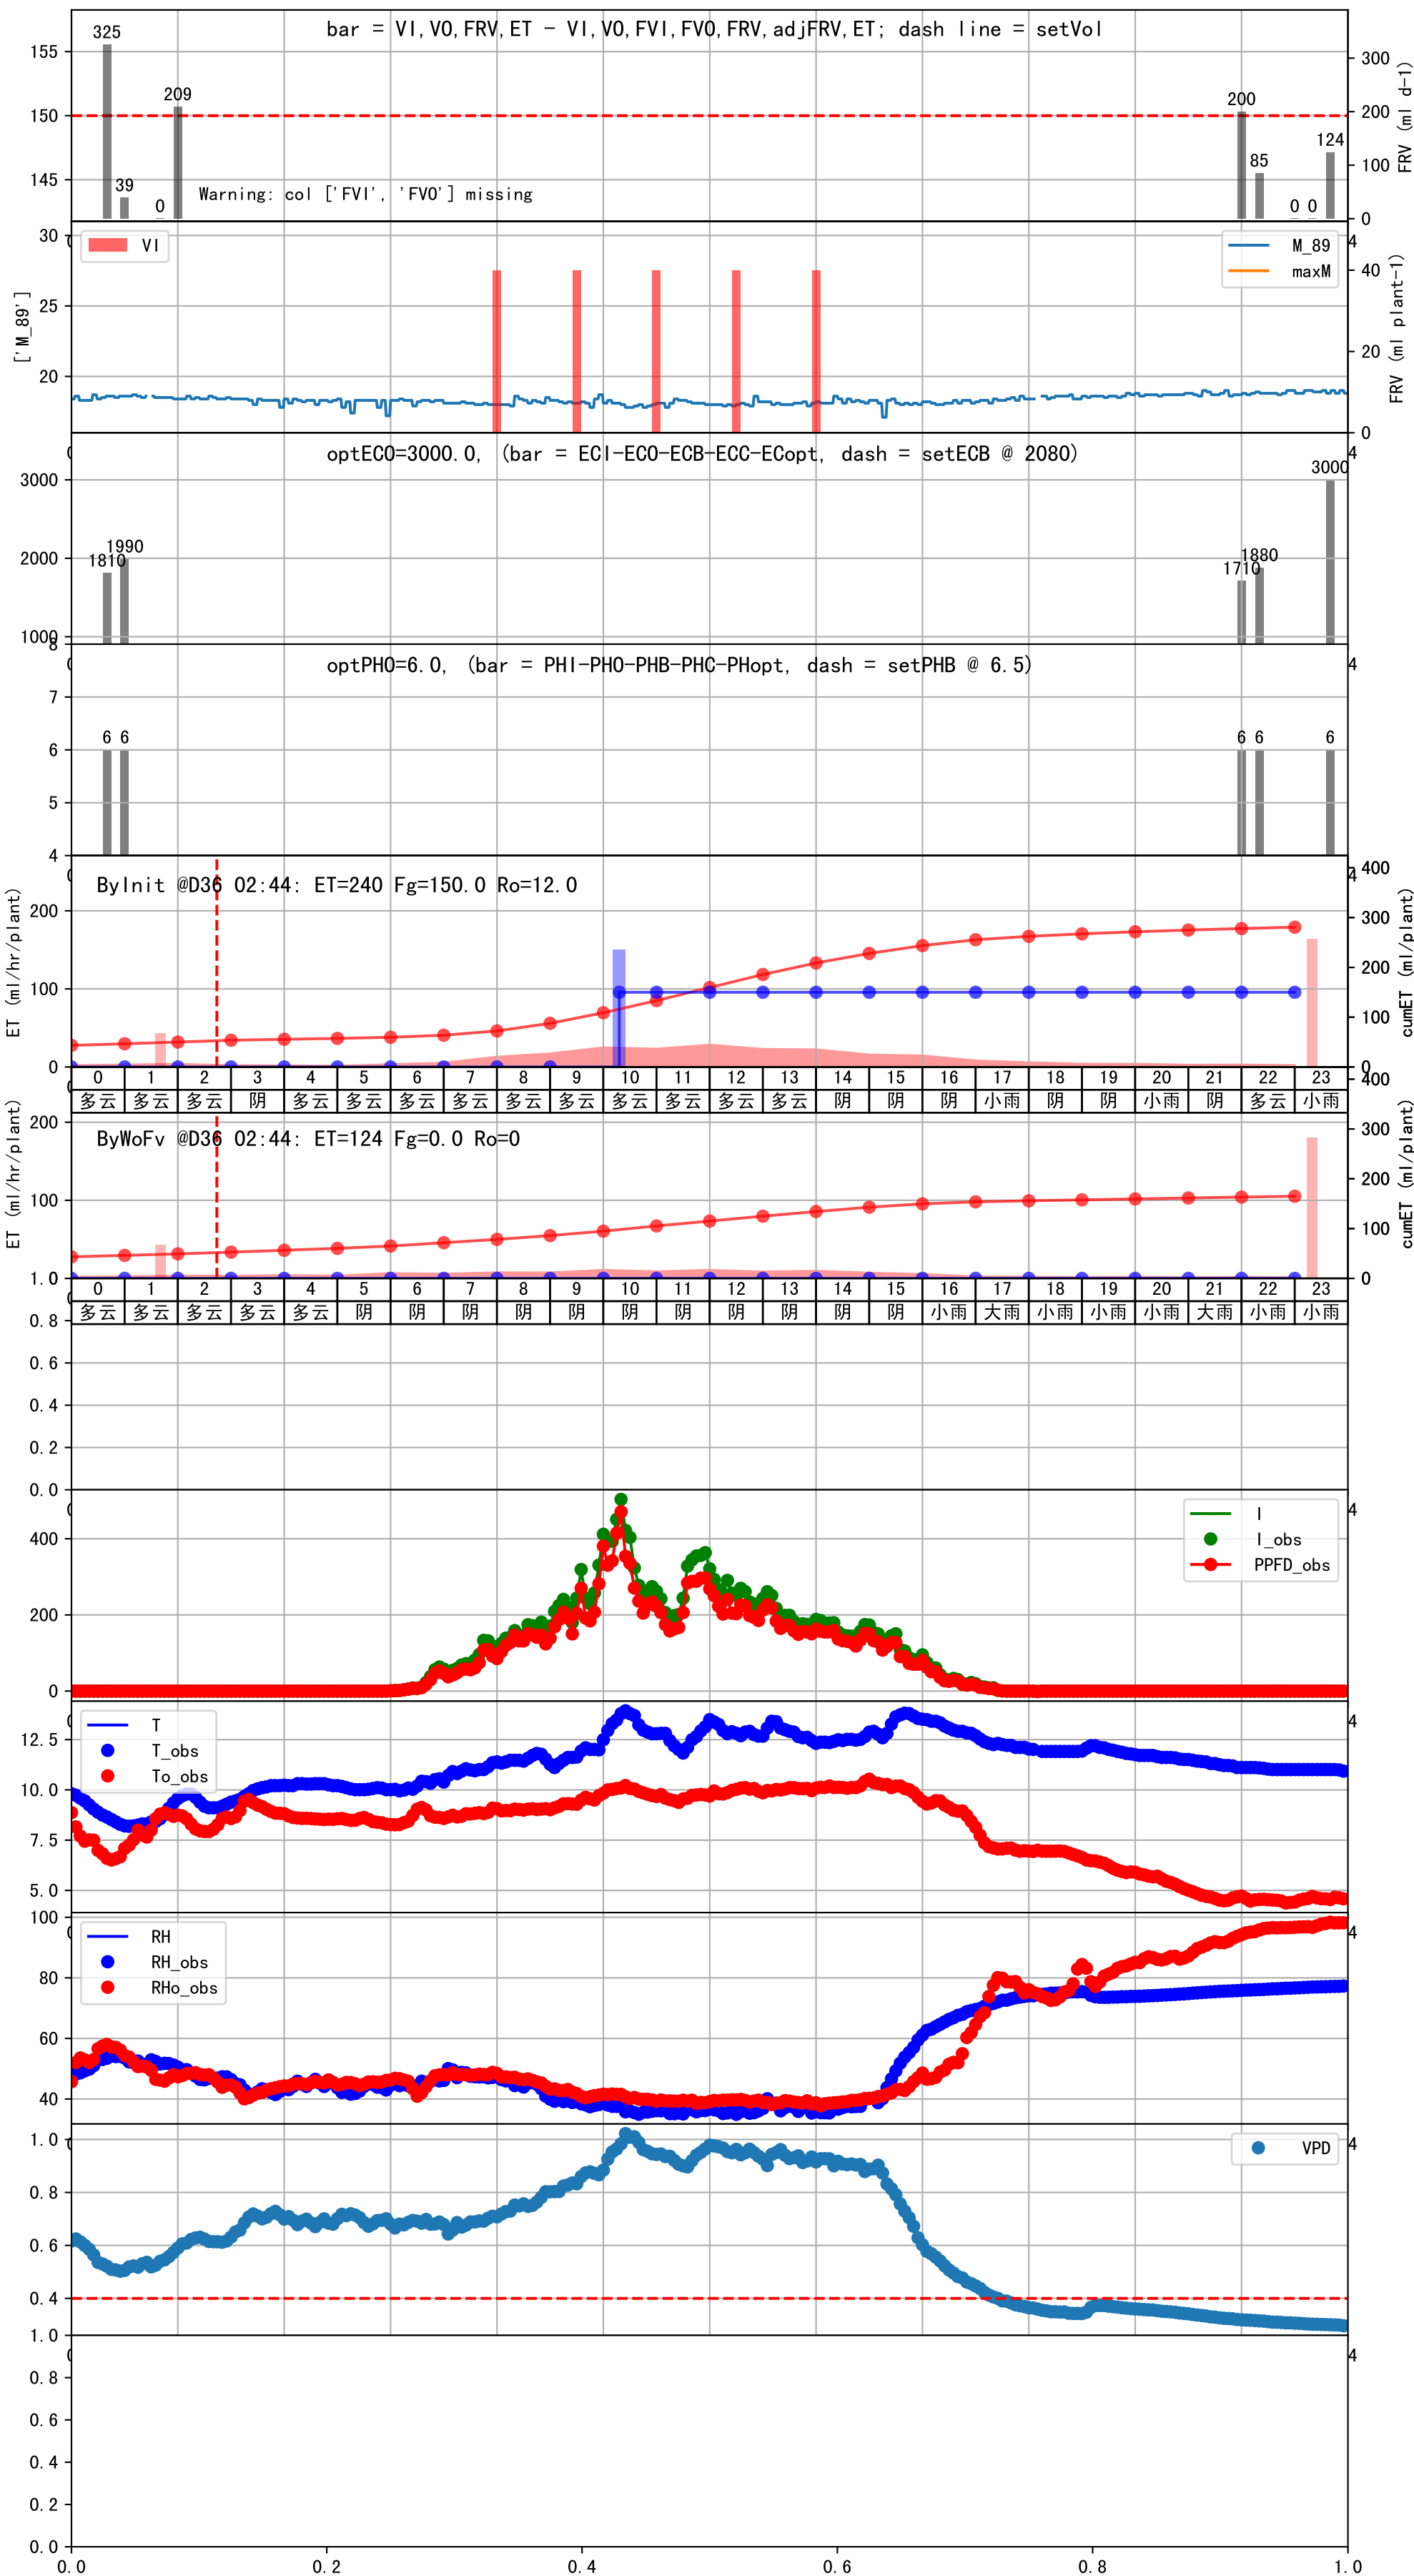 bar = VI,VO,FRV,ET - VI,VO,FVI,FVO,FRV,adjFRV,ET; dash line = setVol
325
39
0
209
200
85
0
0
124
155
150
145
300
200
100
0
FRV (ml d-1)
Warning: col ['FVI', 'FVO'] missing
VI
M_89
maxM
30
25
20
['M_89']
4
40
20
0
FRV (ml plant-1)
optECO=3000.0, (bar = ECI-ECO-ECB-ECC-ECopt, dash = setECB @ 2080)
4
3000
2000
1000
1810
1990
1710
1880
3000
optPHO=6.0, (bar = PHI-PHO-PHB-PHC-PHopt, dash = setPHB @ 6.5)
4
8
7
6
5
4
6
6
6
6
6
ByInit @D36 02:44: ET=240 Fg=150.0 Ro=12.0
4
200
100
0
ET (ml/hr/plant)
400
300
200
100
0
cumET (ml/plant)
0 1 2 3 4 5 6 7 8 9 10 11 12 13 14 15 16 17 18 19 20 21 22 23
多云 多云 多云 阴 多云 多云 多云 多云 多云 多云 多云 多云 多云 多云 阴 阴 阴 小雨 阴 阴 小雨 阴 多云 小雨
ByWoFv @D36 02:44: ET=124 Fg=0.0 Ro=0
200
100
ET (ml/hr/plant)
400
300
200
100
0
cumET (ml/plant)
0 1 2 3 4 5 6 7 8 9 10 11 12 13 14 15 16 17 18 19 20 21 22 23
多云 多云 多云 多云 多云 阴 阴 阴 阴 阴 阴 阴 阴 阴 阴 阴 小雨 大雨 小雨 小雨 小雨 大雨 小雨 小雨
1.0
0.8
0.6
0.4
0.2
0.0
4
I
I_obs
PPFD_obs
400
200
0
4
T
T_obs
To_obs
12.5
10.0
7.5
5.0
4
RH
RH_obs
RHo_obs
100
80
60
40
4
VPD
1.0
0.8
0.6
0.4
4
1.0
0.8
0.6
0.4
0.2
0.0
0.0 0.2 0.4 0.6 0.8 1.0